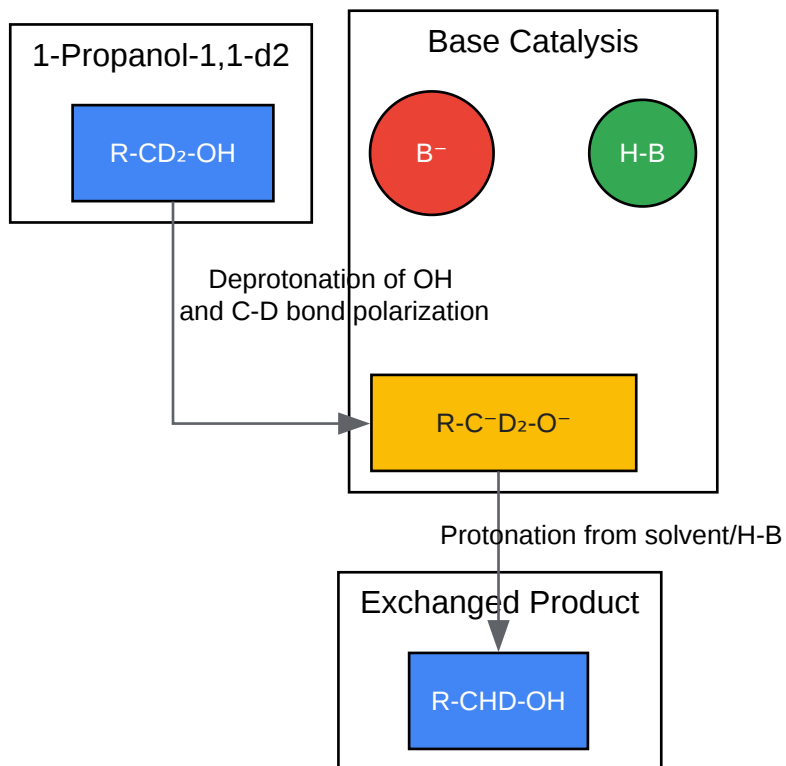 1-Propanol-1,1-d2
R-CD₂-OH
Base Catalysis
B⁻
H-B
Deprotonation of OH
and C-D bond polarization
R-C⁻D₂-O⁻
Protonation from solvent/H-B
Exchanged Product
R-CHD-OH